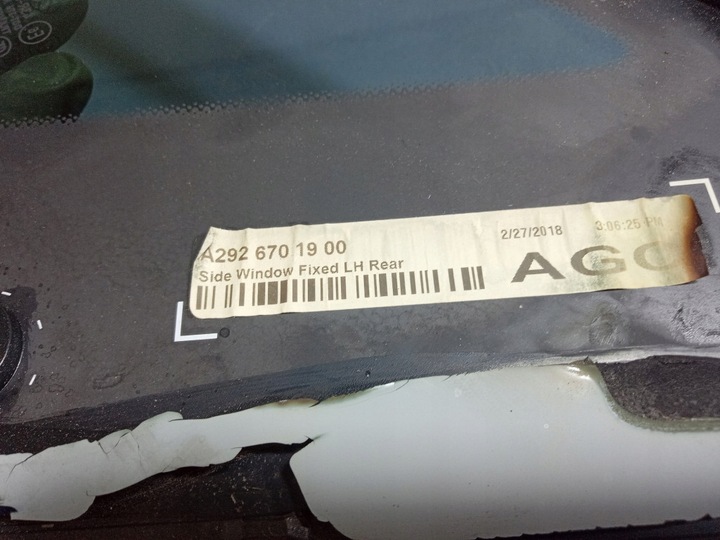 A292 670 19 00
Side Window Fixed LH Rear
2/27/2018 3:06:25 PM
AGC